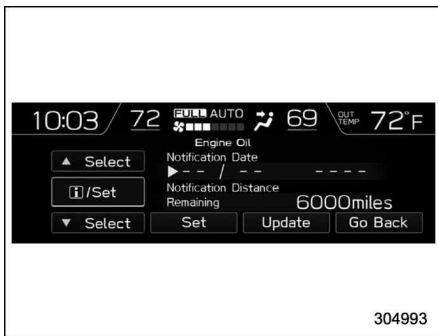 10:03 72 FULL AUTO 69 OUT TEMP 72°F
Engine Oil
▲ Select
Notification Date
▶-- / -- ----
i/Set
Notification Distance
Remaining 6000miles
▼ Select Set Update Go Back
304993